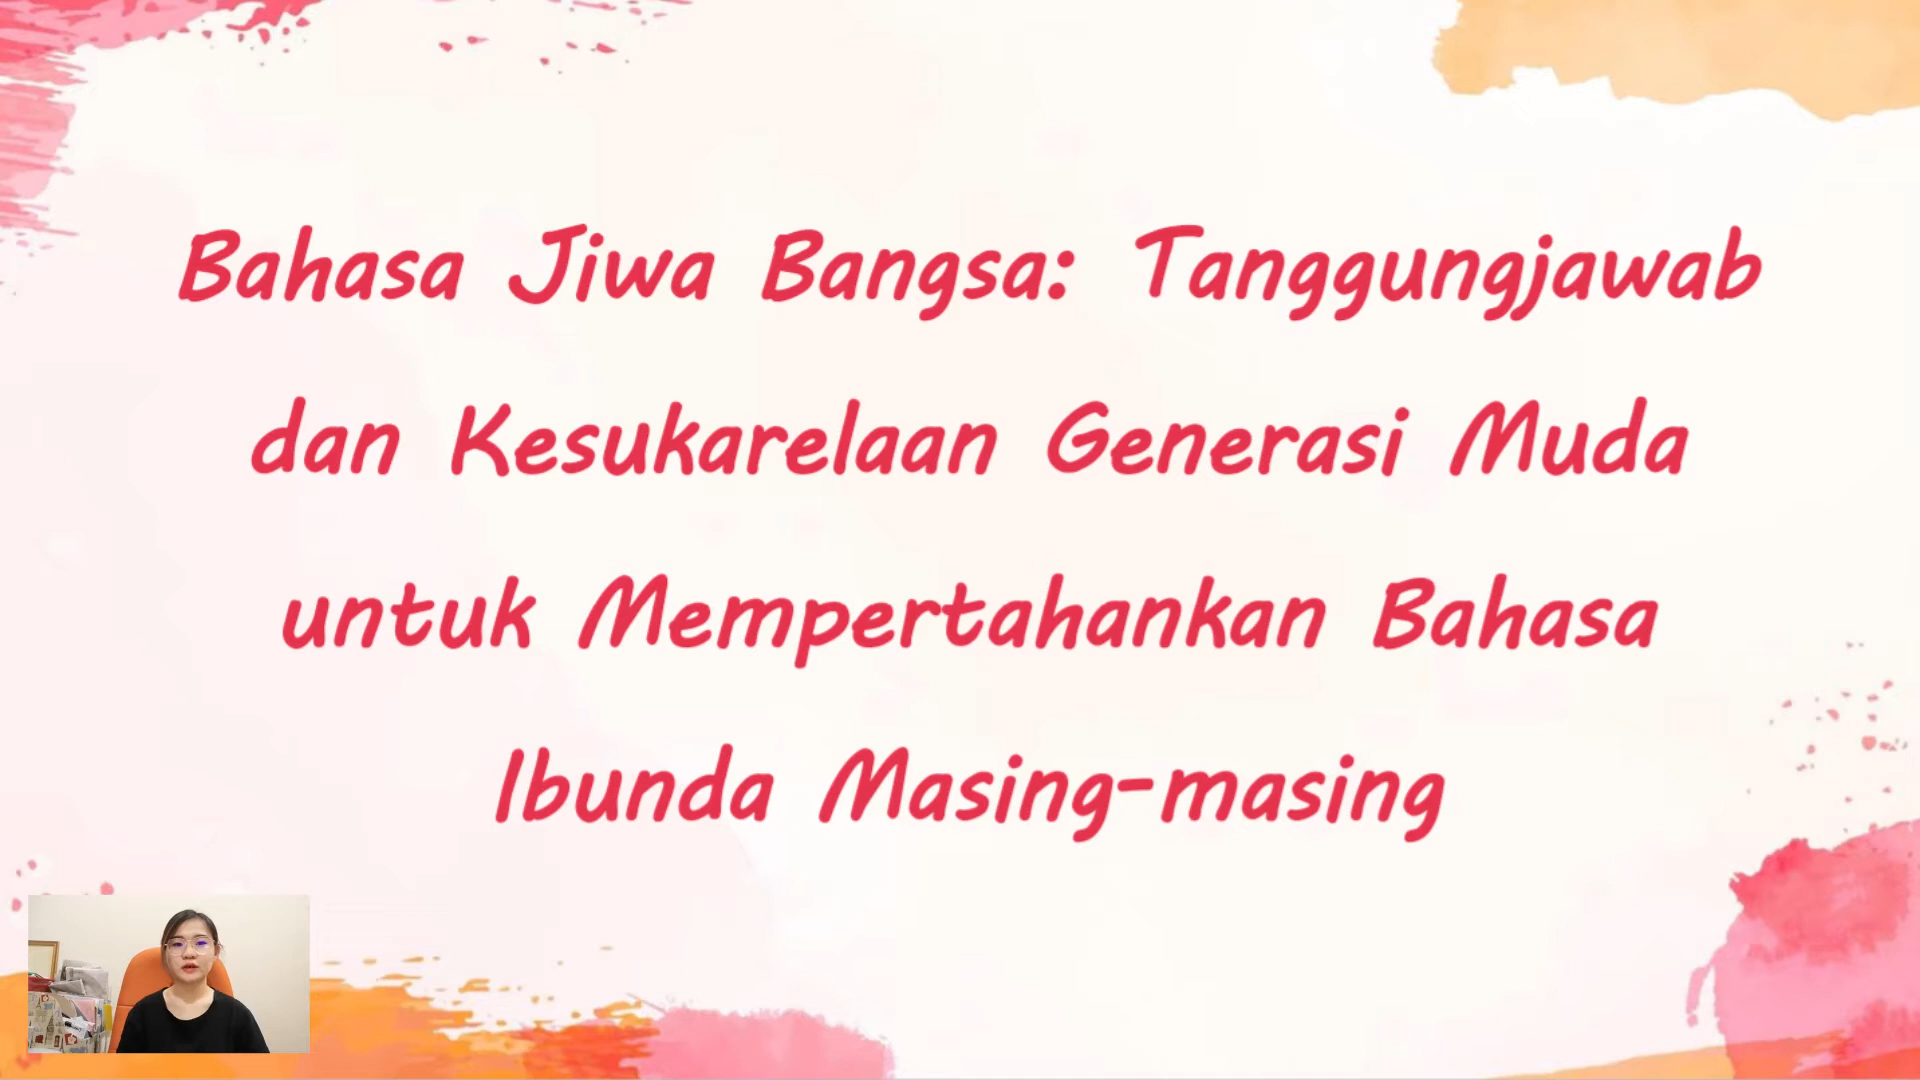 Bahasa Jiwa Bangsa: Tanggungjawab
dan Kesukarelaan Generasi Muda
untuk Mempertahankan Bahasa
Ibunda Masing-masing